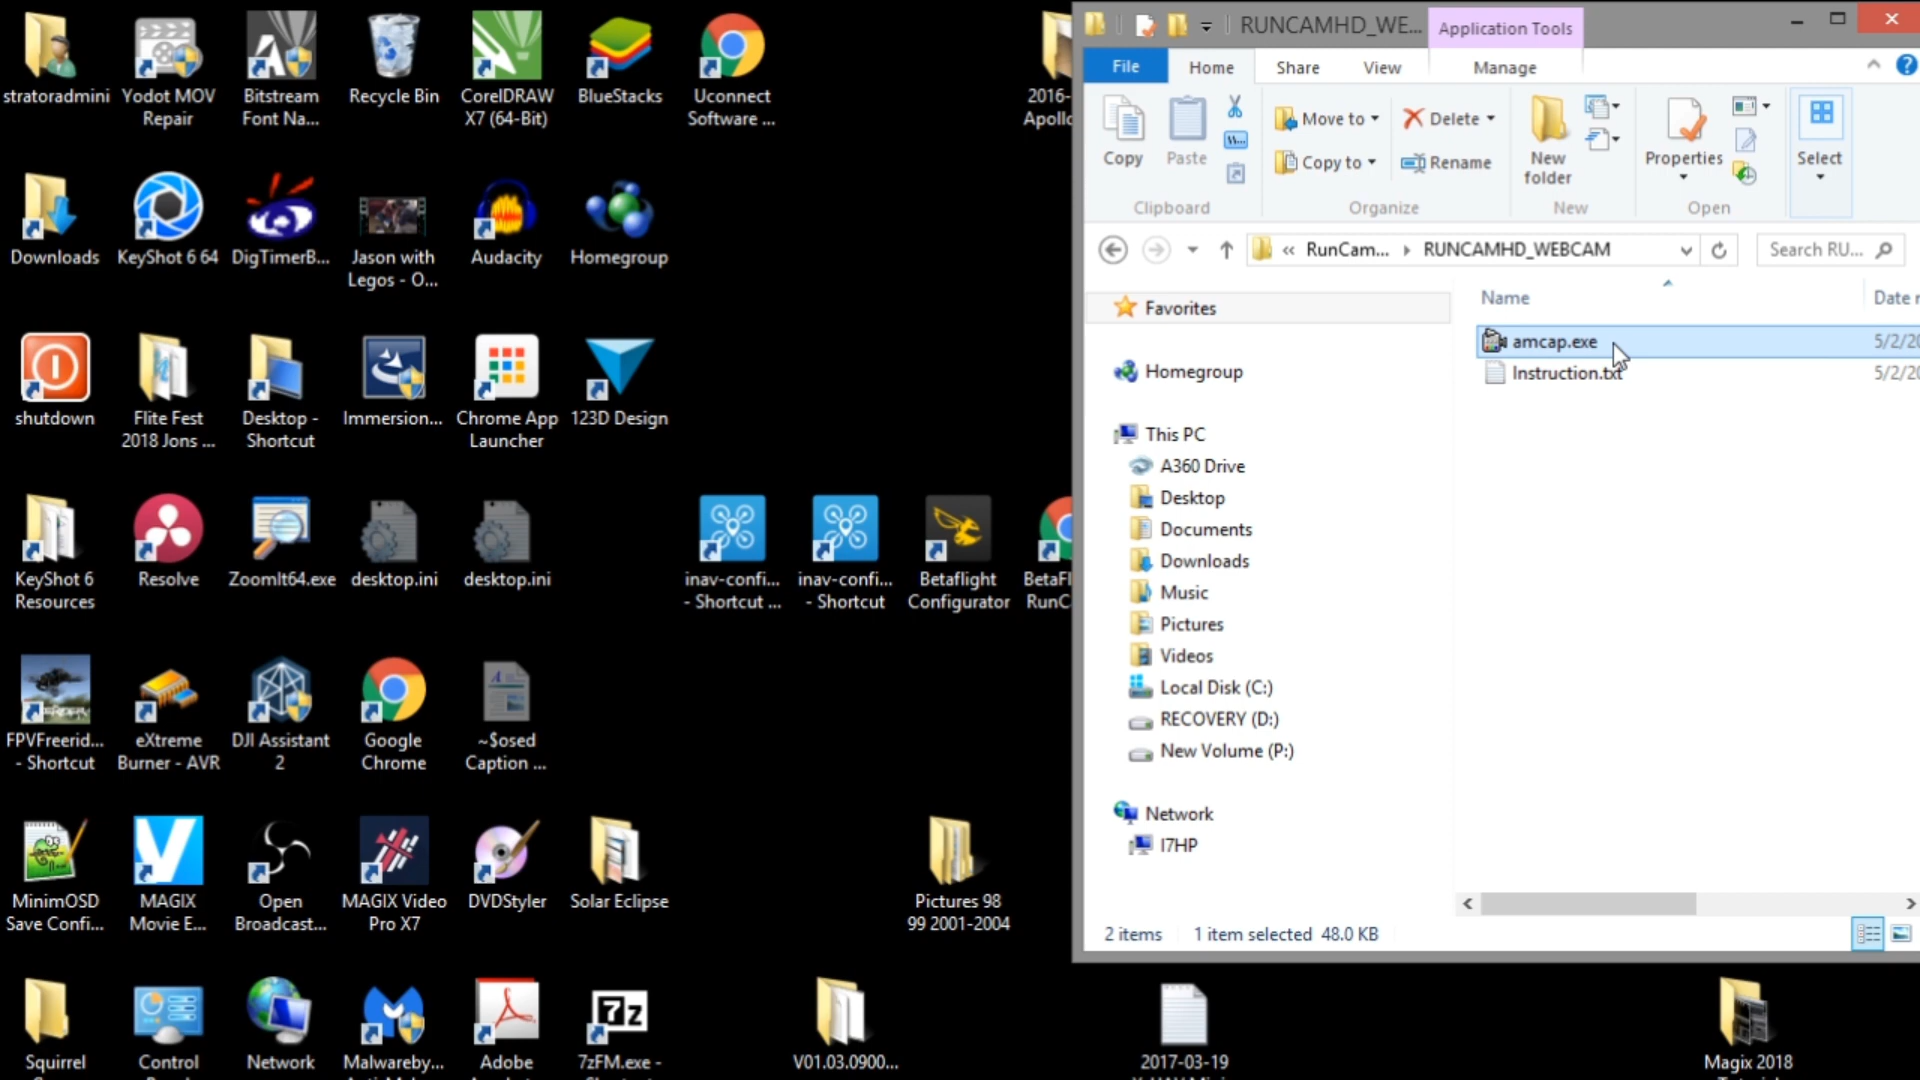 stratoradmini
Yodot MOV
Repair
Bitstream
Font Na...
Recycle Bin
CorelDRAW
X7 (64-Bit)
BlueStacks
Uconnect
Software ...
2016-
Apollo
Downloads
KeyShot 6 64
DigTimerB...
Jason with
Legos - O...
Audacity
Homegroup
shutdown
Flite Fest
2018 Jons ...
Desktop -
Shortcut
Immersion...
Chrome App
Launcher
123D Design
KeyShot 6
Resources
Resolve
ZoomIt64.exe
desktop.ini
desktop.ini
inav-confi...
- Shortcut ...
inav-confi...
- Shortcut
Betaflight
Configurator
BetaFl
RunC
FPVFreerid...
- Shortcut
eXtreme
Burner - AVR
DJI Assistant
2
Google
Chrome
~$osed
Caption ...
MinimOSD
Save Confi...
MAGIX
Movie E...
Open
Broadcast...
MAGIX Video
Pro X7
DVDStyler
Solar Eclipse
Pictures 98
99 2001-2004
Squirrel
Control
Network
Malwareby...
Adobe
7z
7zFM.exe -
V01.03.0900...
2017-03-19
Magix 2018
RUNCAMHD_WE...
Application Tools
File
Home
Share
View
Manage
Copy
Paste
Clipboard
Move to
Copy to
Delete
Rename
Organize
New
folder
New
Properties
Open
Select
« RunCam...
RUNCAMHD_WEBCAM
Search RU...
Favorites
Homegroup
This PC
A360 Drive
Desktop
Documents
Downloads
Music
Pictures
Videos
Local Disk (C:)
RECOVERY (D:)
New Volume (P:)
Network
I7HP
Name
Date
amcap.exe
5/2/20
Instruction.txt
5/2/20
2 items
1 item selected 48.0 KB